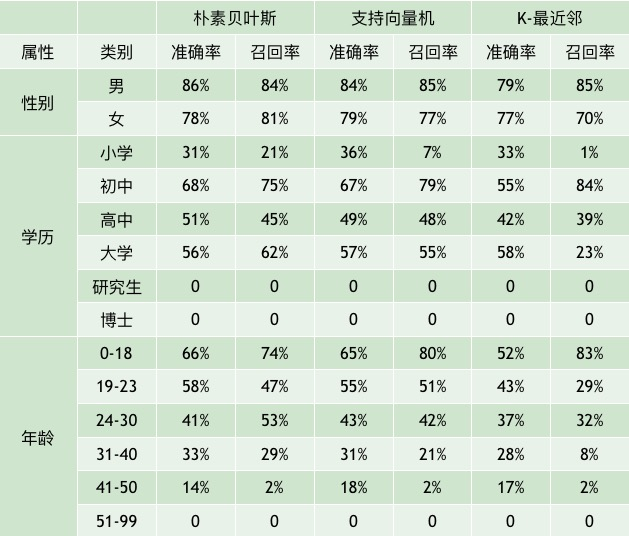 朴素贝叶斯 支持向量机 K-最近邻
属性 类别 准确率 召回率 准确率 召回率 准确率 召回率
性别 男 86% 84% 84% 85% 79% 85%
女 78% 81% 79% 77% 77% 70%
学历 小学 31% 21% 36% 7% 33% 1%
初中 68% 75% 67% 79% 55% 84%
高中 51% 45% 49% 48% 42% 39%
大学 56% 62% 57% 55% 58% 23%
研究生 0 0 0 0 0 0
博士 0 0 0 0 0 0
年龄 0-18 66% 74% 65% 80% 52% 83%
19-23 58% 47% 55% 51% 43% 29%
24-30 41% 53% 43% 42% 37% 32%
31-40 33% 29% 31% 21% 28% 8%
41-50 14% 2% 18% 2% 17% 2%
51-99 0 0 0 0 0 0